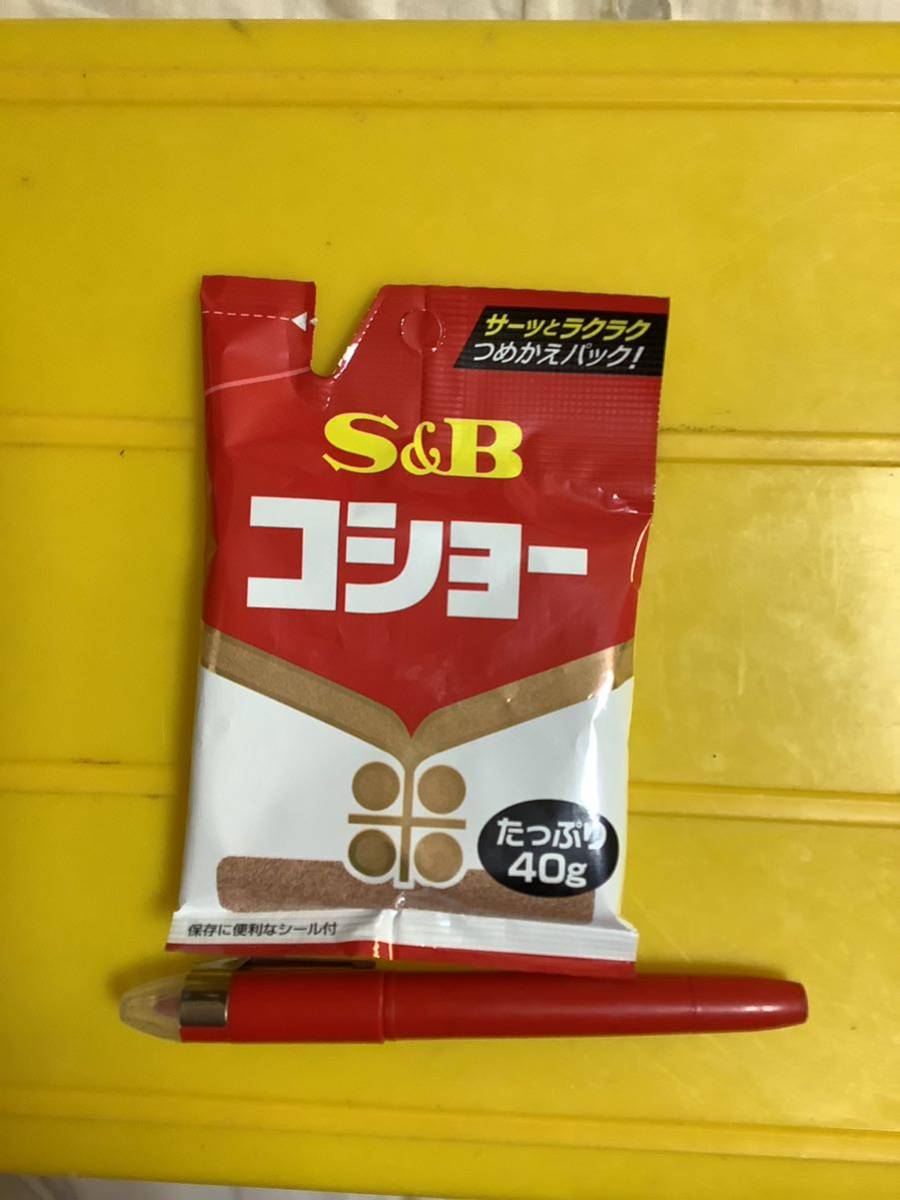 サーッとラクラク
つめかえパック!
S&B
コショー
たっぷり
40g
保存に便利なシール付